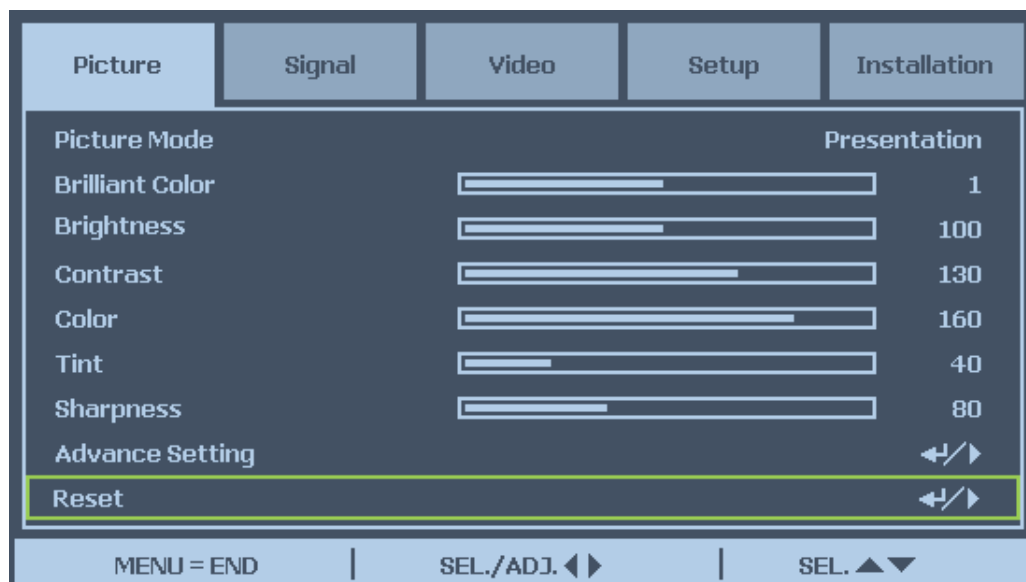 Picture Signal Video Setup Installation
Picture Mode Presentation
Brilliant Color 1
Brightness 100
Contrast 130
Color 160
Tint 40
Sharpness 80
Advance Setting ↵/▶
Reset ↵/▶
MENU = END | SEL./ADJ. ◀ ▶ | SEL. ▲▼